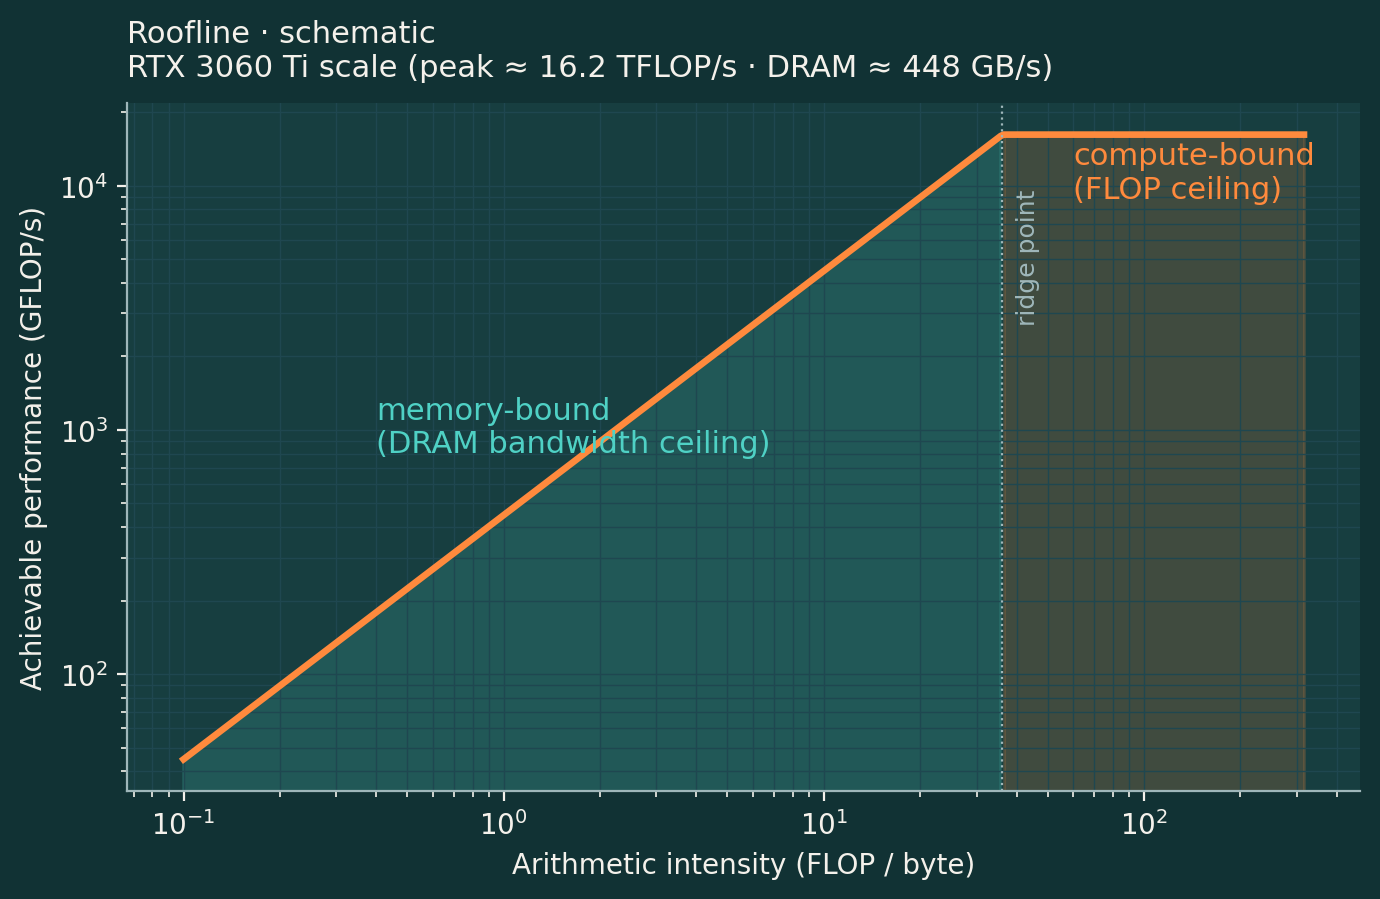 Roofline · schematic
RTX 3060 Ti scale (peak ≈ 16.2 TFLOP/s · DRAM ≈ 448 GB/s)
compute-bound
(FLOP ceiling)
ridge point
memory-bound
(DRAM bandwidth ceiling)
Achievable performance (GFLOP/s)
10⁴
10³
10²
10⁻¹
10⁰
10¹
10²
Arithmetic intensity (FLOP / byte)